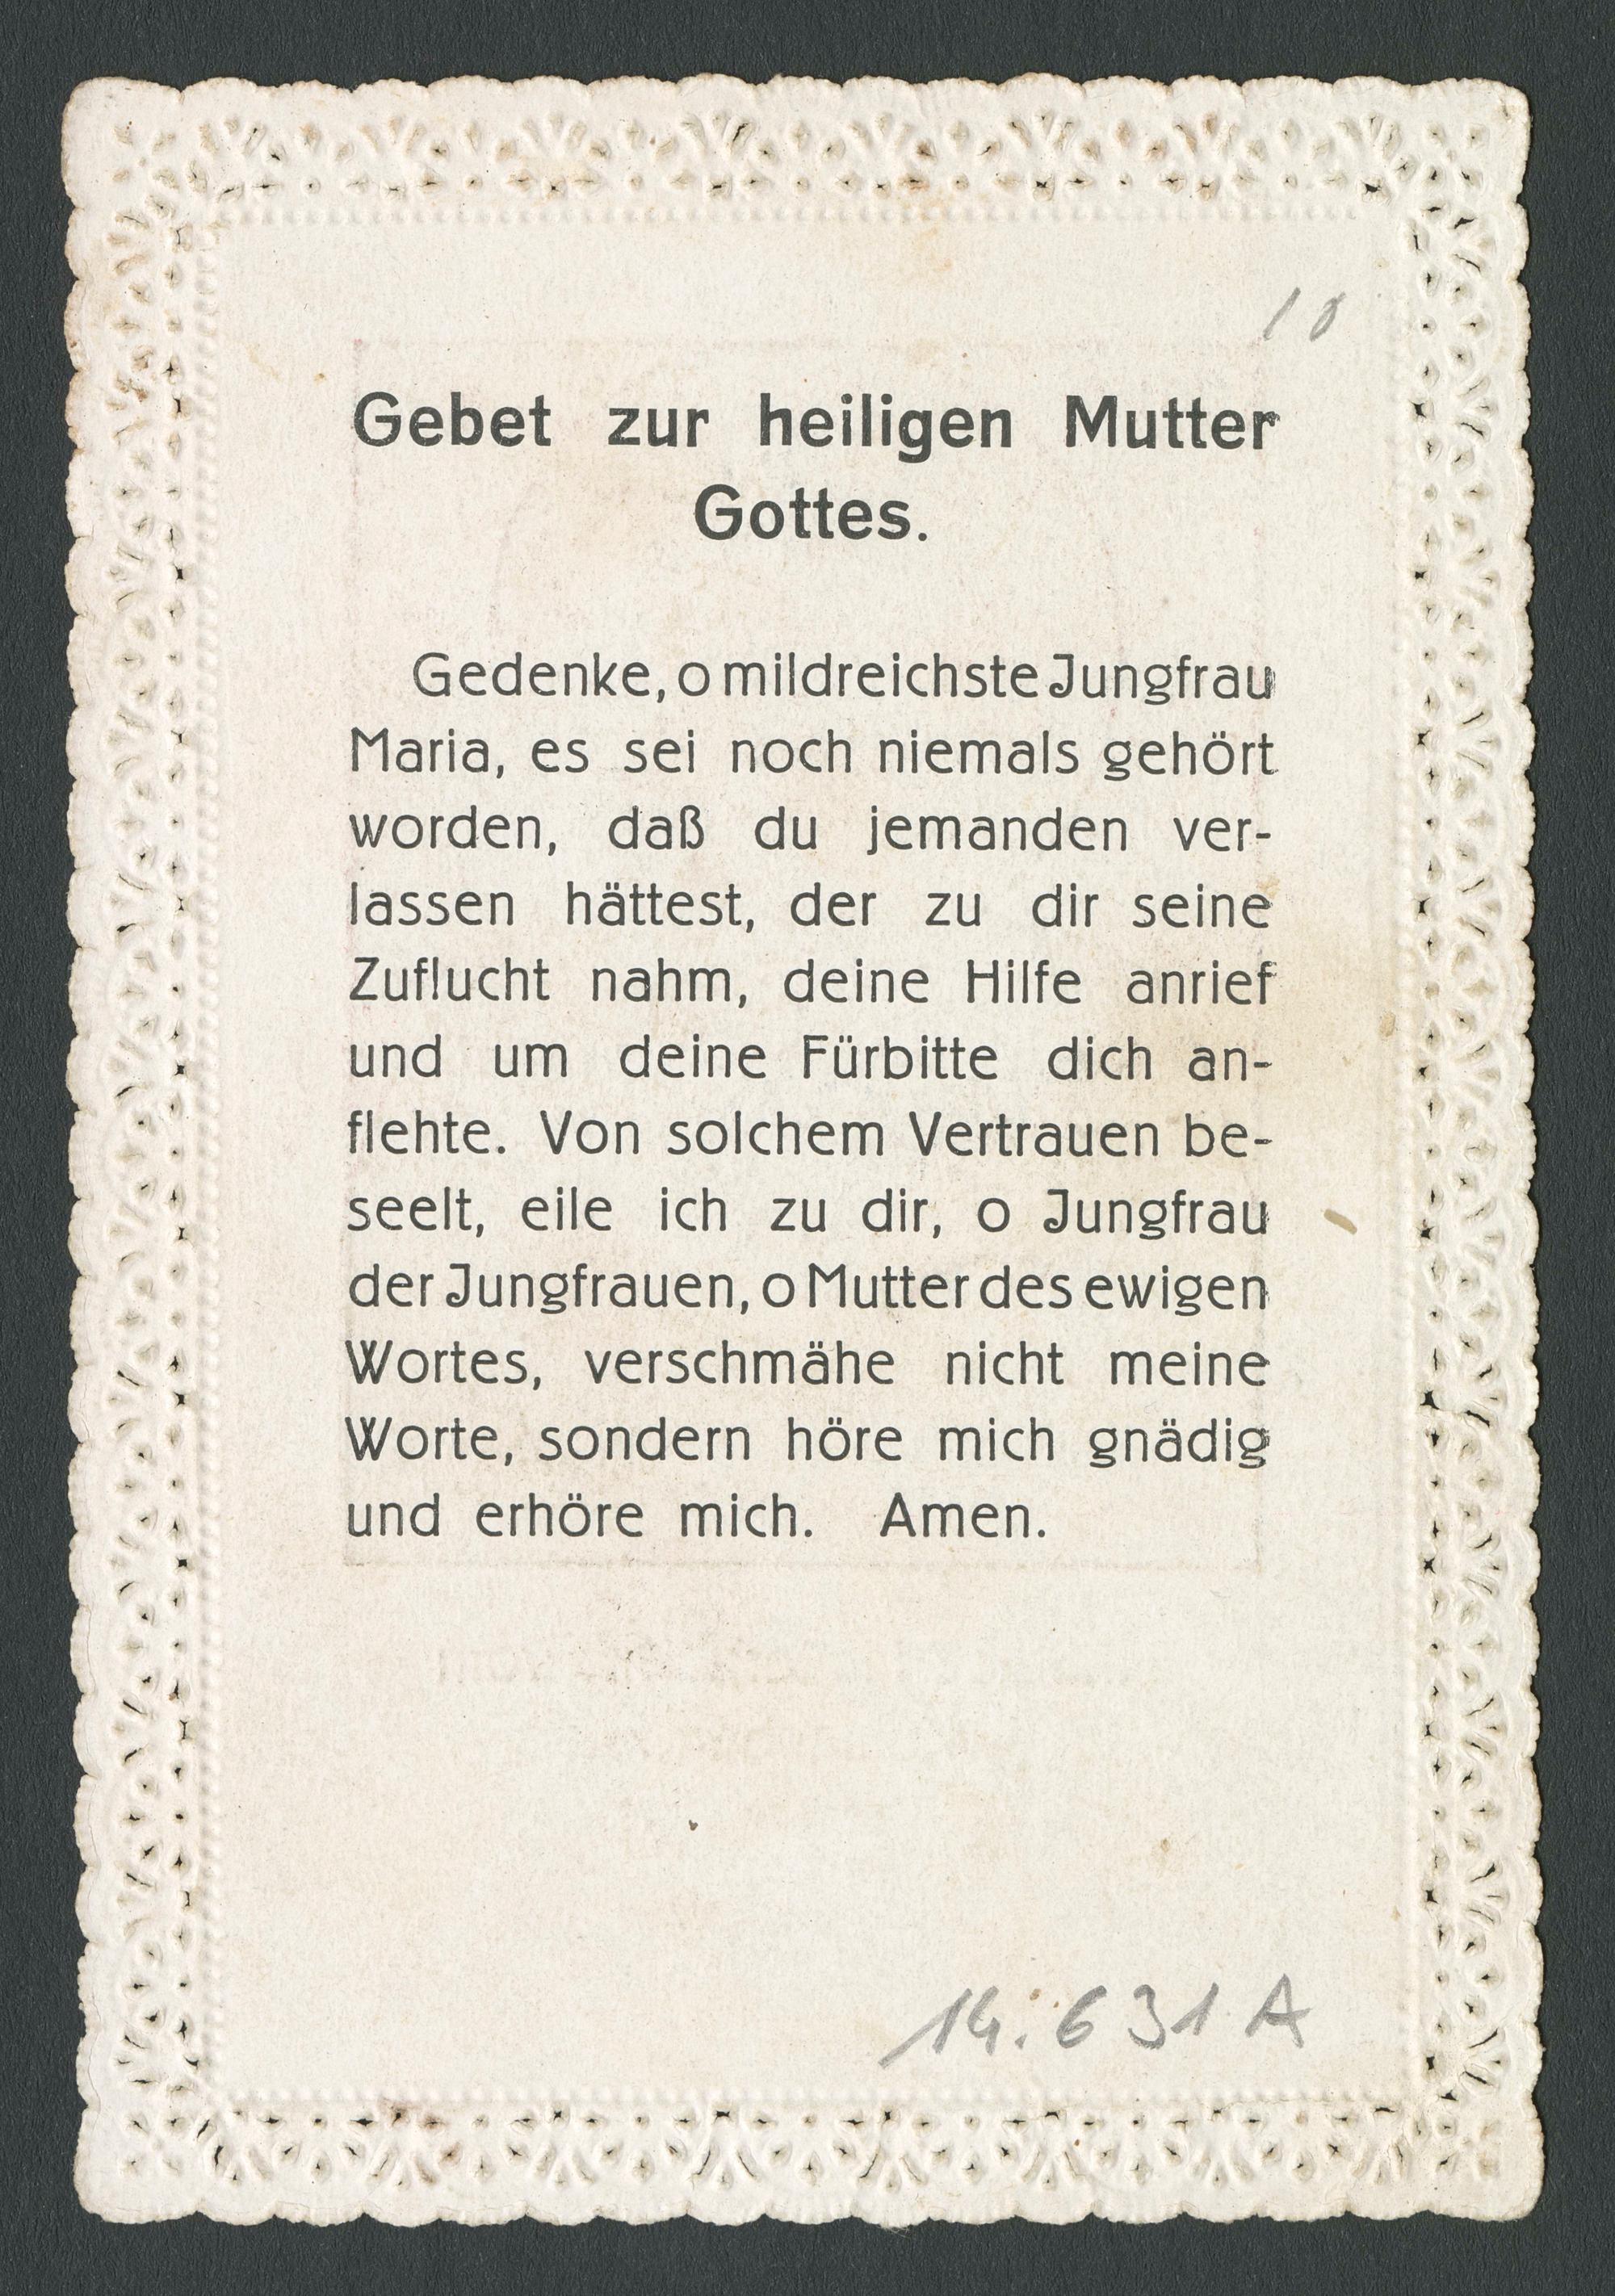 10
Gebet zur heiligen Mutter
Gottes.
Gedenke, o mildreichste Jungfrau
Maria, es sei noch niemals gehört
worden, daß du jemanden ver-
lassen hättest, der zu dir seine
Zuflucht nahm, deine Hilfe anrief
und um deine Fürbitte dich an-
flehte. Von solchem Vertrauen be-
seelt, eile ich zu dir, o Jungfrau
der Jungfrauen, o Mutter des ewigen
Wortes, verschmähe nicht meine
Worte, sondern höre mich gnädig
und erhöre mich. Amen.
14.631 A